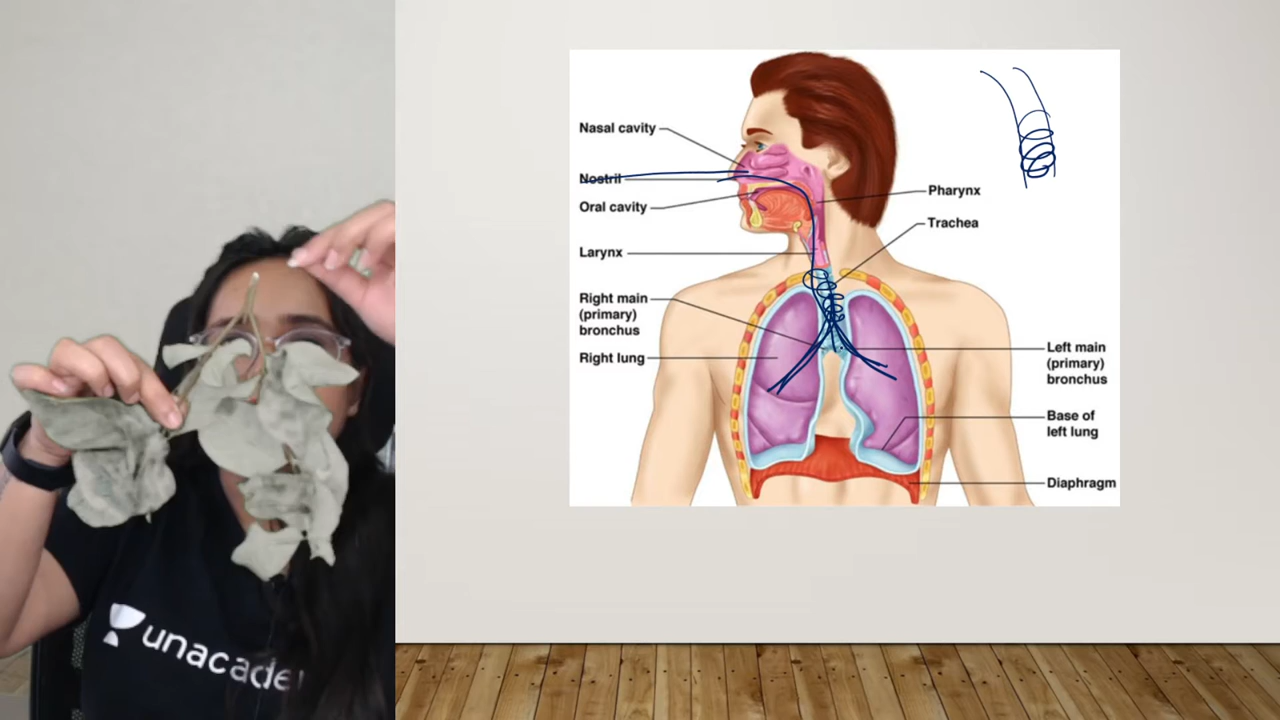 Nasal cavity
Nostril
Oral cavity
Larynx
Right main
(primary)
bronchus
Right lung
Pharynx
Trachea
Left main
(primary)
bronchus
Base of
left lung
Diaphragm